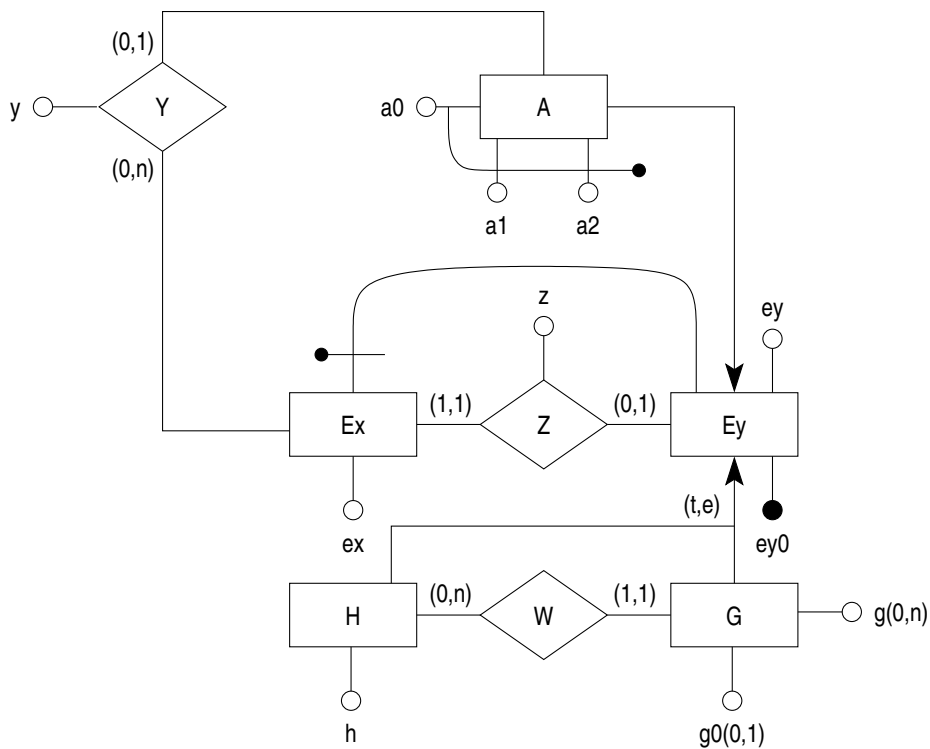 (0,1)
y
Y
a0
A
(0,n)
a1
a2
z
ey
(1,1)
(0,1)
Ex
Z
Ey
(t,e)
ex
ey0
(0,n)
(1,1)
H
W
G
g(0,n)
h
g0(0,1)